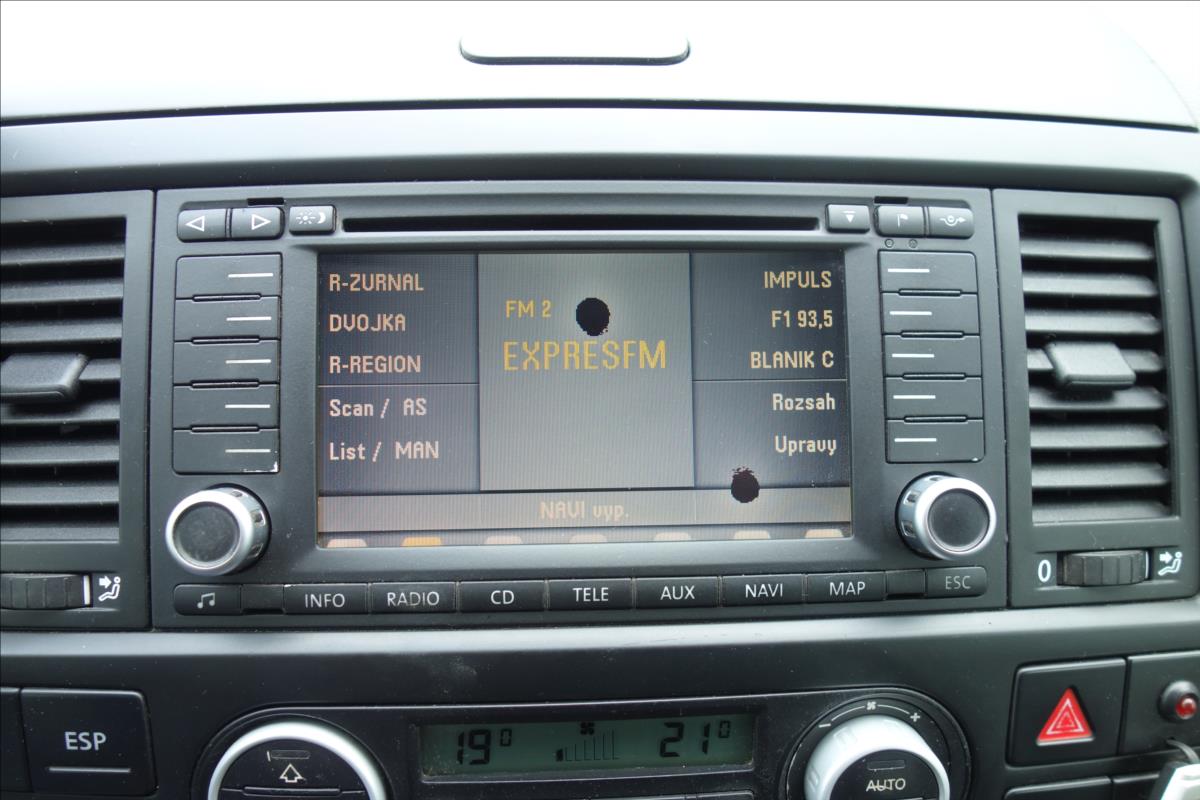 R-ZURNAL
DVOJKA
R-REGION
Scan / AS
List / MAN
FM 2
EXPRESFM
IMPULS
F1 93,5
BLANIK C
Rozsah
Upravy
NAVI vyp.
INFO RADIO CD TELE AUX NAVI MAP ESC
0
ESP
19° 21°
AUTO